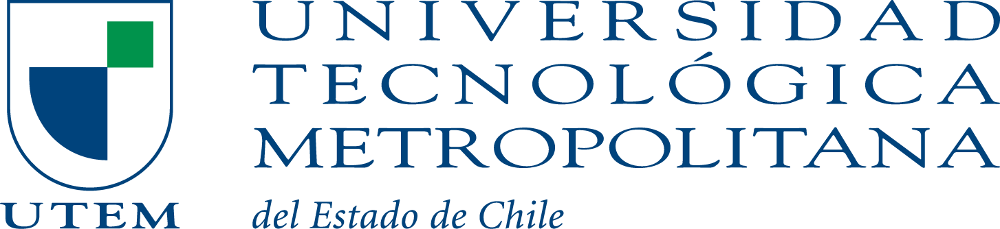 UNIVERSIDAD
TECNOLÓGICA
METROPOLITANA
del Estado de Chile
UTEM